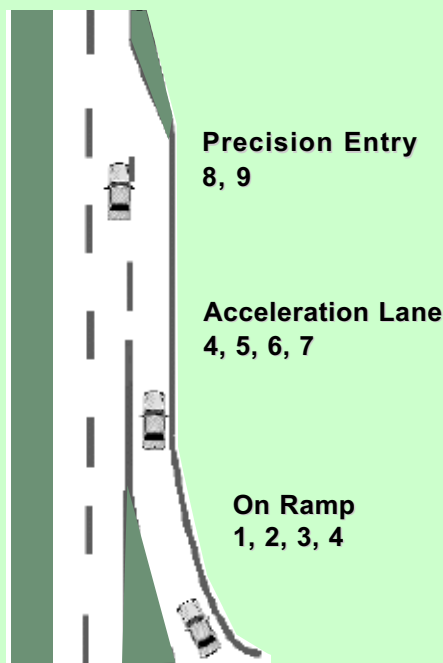 Precision Entry
8, 9
Acceleration Lane
4, 5, 6, 7
On Ramp
1, 2, 3, 4